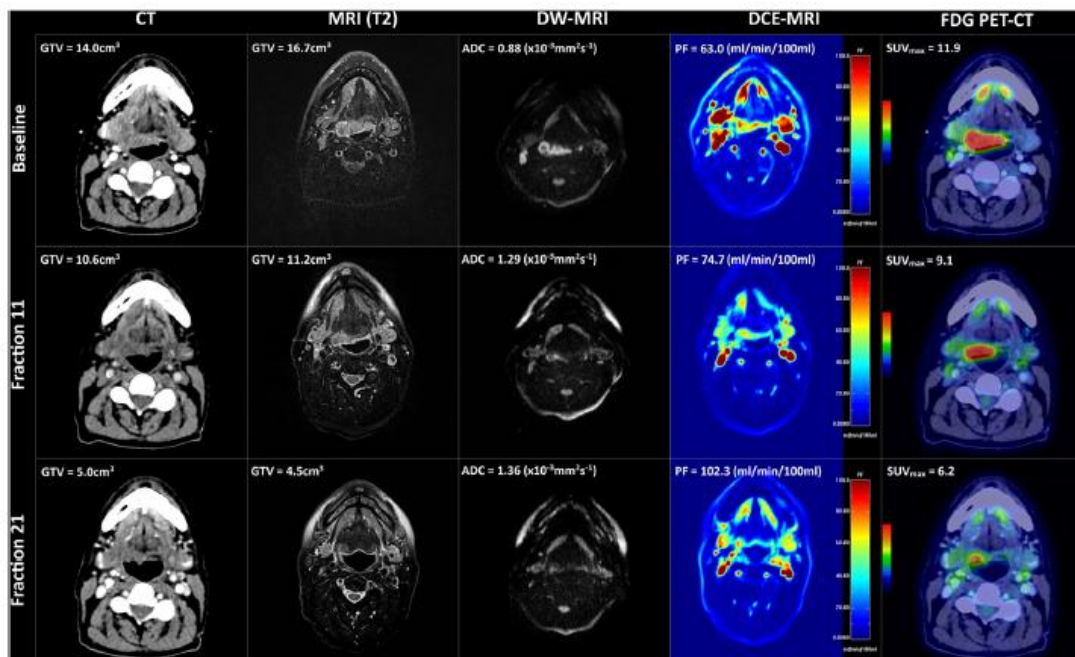 CT MRI (T2) DW-MRI DCE-MRI FDG PET-CT
Baseline
GTV = 14.0cm³ GTV = 16.7cm³ ADC = 0.88 (x10⁻³mm²s⁻¹) PF = 63.0 (ml/min/100ml) SUVmax = 11.9
Fraction 11
GTV = 10.6cm³ GTV = 11.2cm³ ADC = 1.29 (x10⁻³mm²s⁻¹) PF = 74.7 (ml/min/100ml) SUVmax = 9.1
Fraction 21
GTV = 5.0cm³ GTV = 4.5cm³ ADC = 1.36 (x10⁻³mm²s⁻¹) PF = 102.3 (ml/min/100ml) SUVmax = 6.2